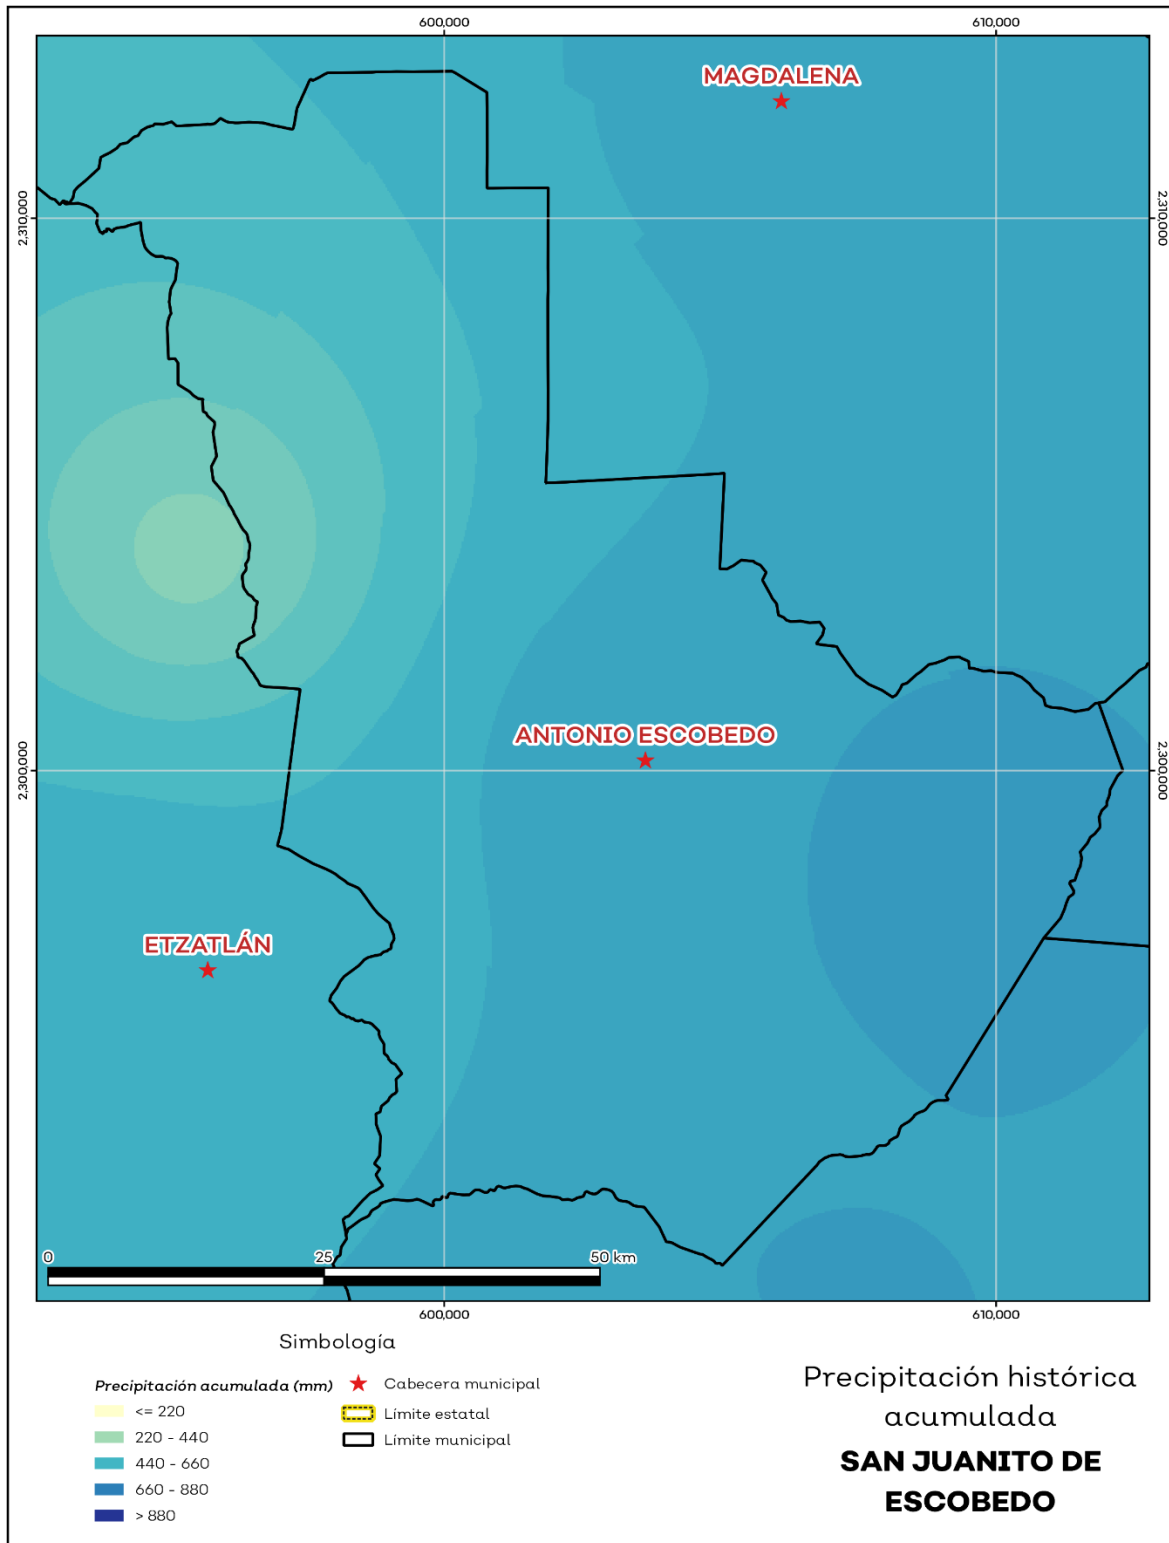 600,000
610,000
MAGDALENA
2,310,000
2,310,000
ANTONIO ESCOBEDO
2,300,000
2,300,000
ETZATLÁN
0
25
50 km
600,000
610,000
Simbología
Precipitación acumulada (mm)
<= 220
220 - 440
440 - 660
660 - 880
> 880
Cabecera municipal
Límite estatal
Límite municipal
Precipitación histórica
acumulada
SAN JUANITO DE
ESCOBEDO